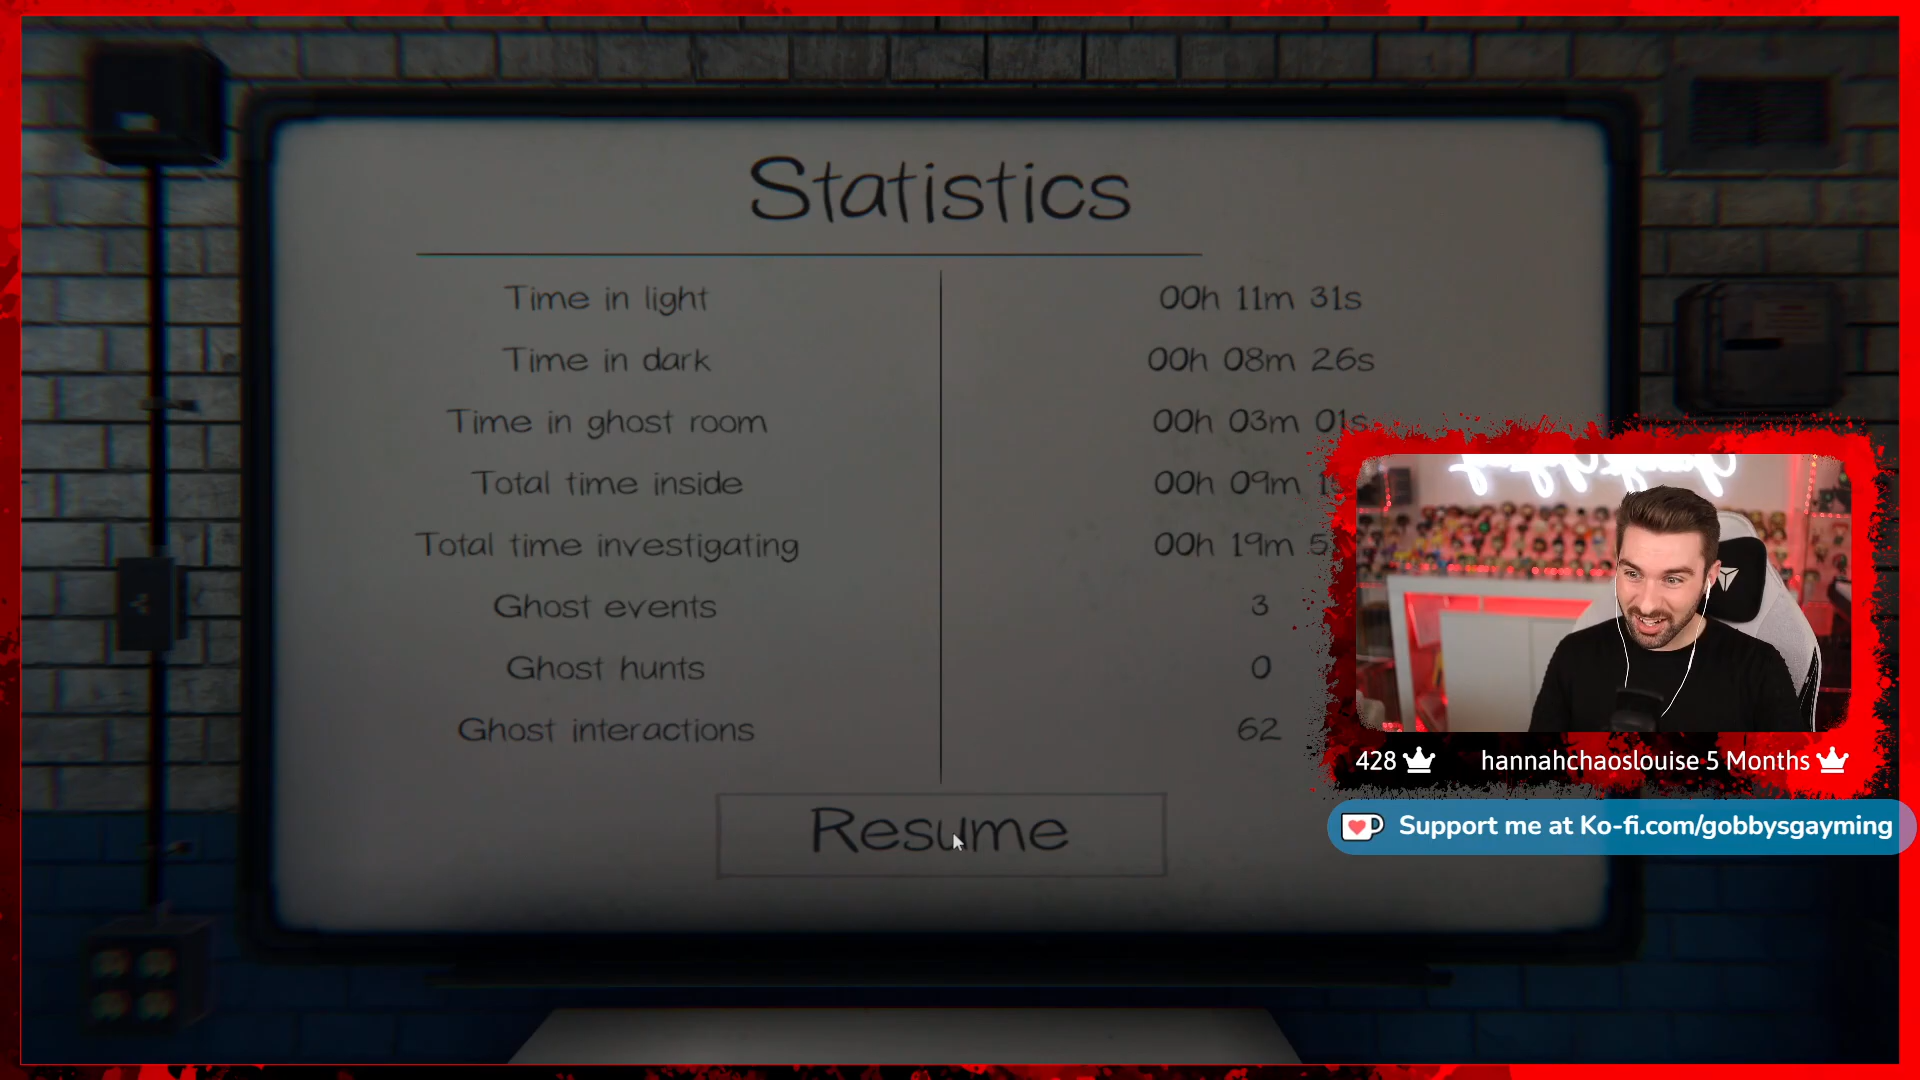 Statistics
Time in light 00h 11m 31s
Time in dark 00h 08m 26s
Time in ghost room 00h 03m 01s
Total time inside 00h 09m
Total time investigating 00h 19m
Ghost events 3
Ghost hunts 0
Ghost interactions 62
Resume
428 hannahchaoslouise 5 Months
Support me at Ko-fi.com/gobbysgayming